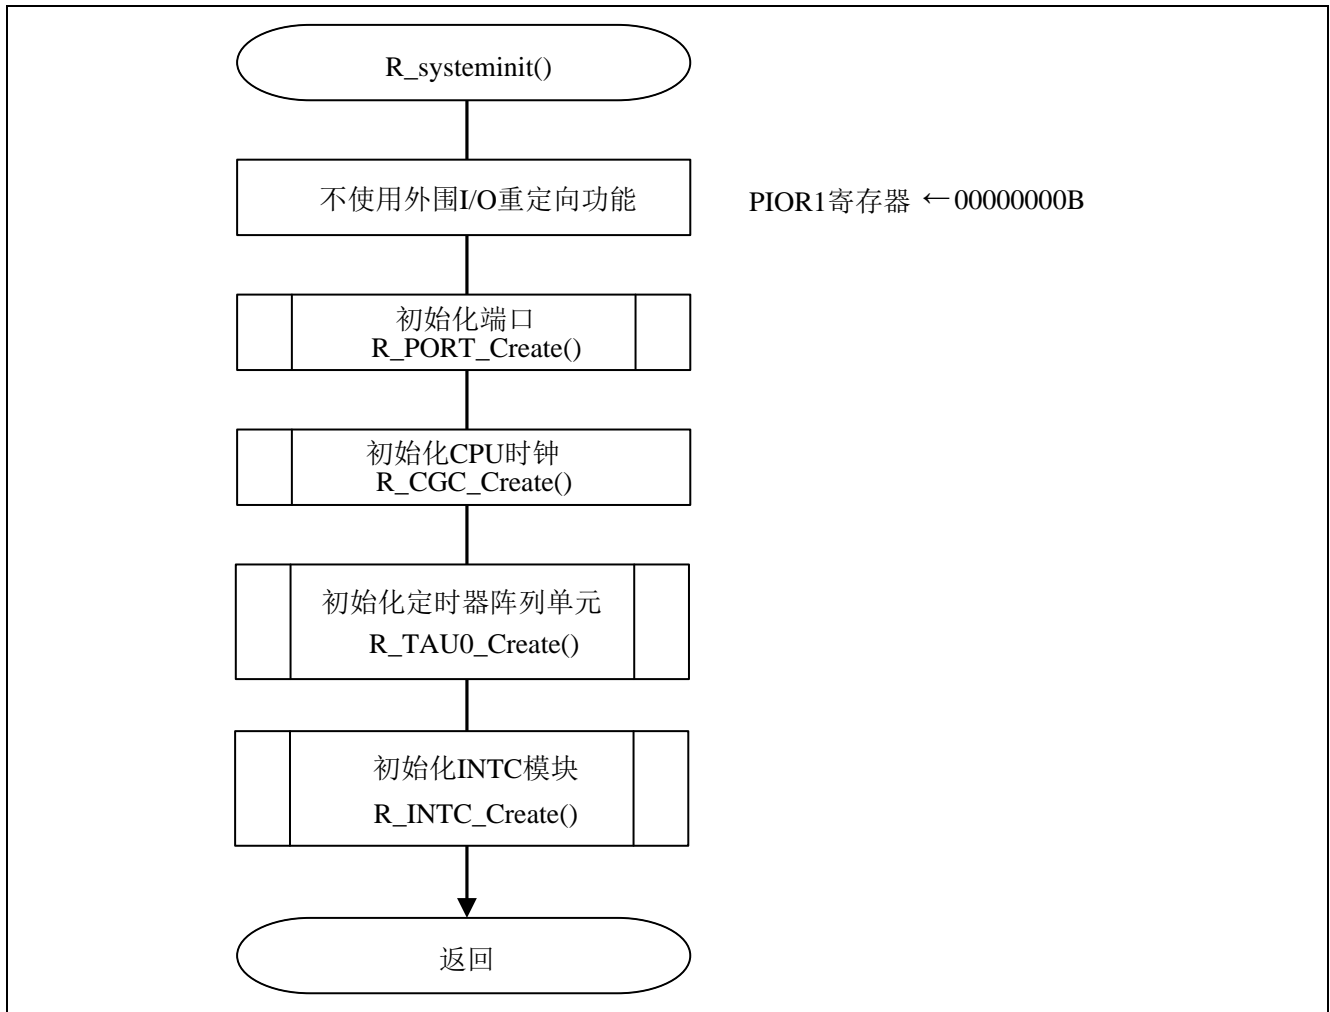 R_systeminit()
不使用外围I/O重定向功能
PIOR1寄存器 ←00000000B
初始化端口
R_PORT_Create()
初始化CPU时钟
R_CGC_Create()
初始化定时器阵列单元
R_TAU0_Create()
初始化INTC模块
R_INTC_Create()
返回